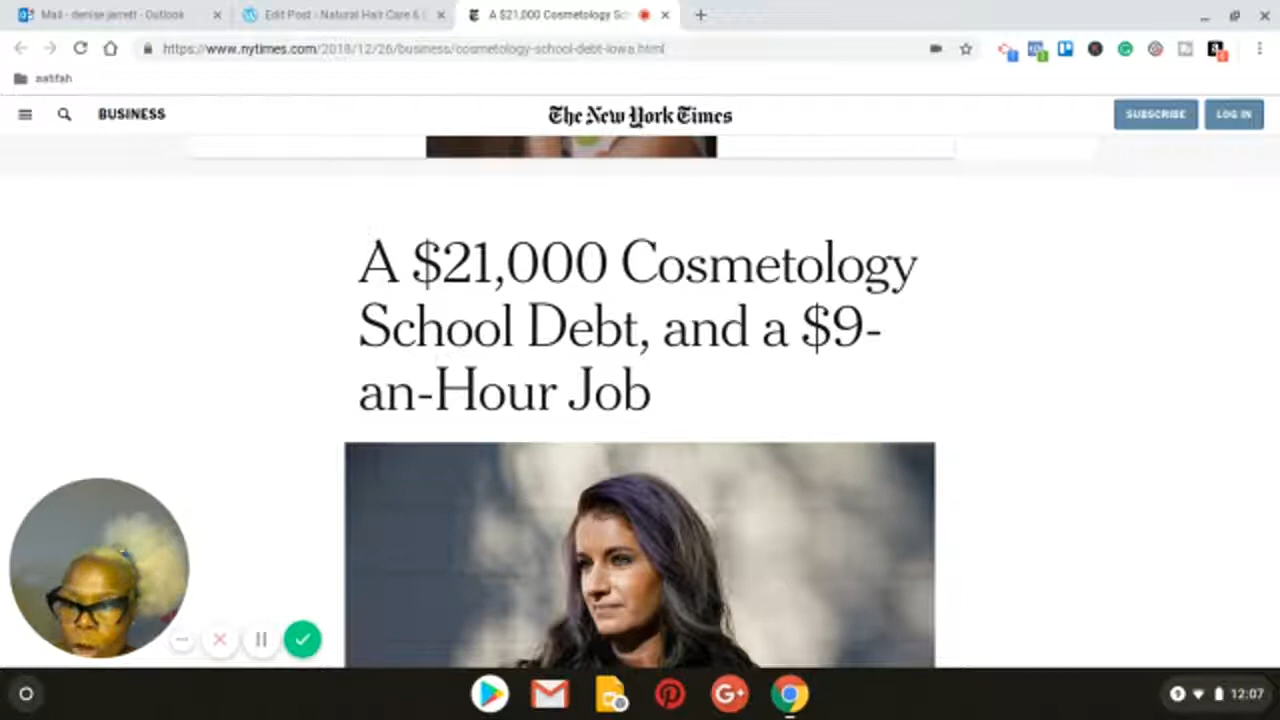 Mail - denise jarrett - Outlook
Edit Post ‹ Natural Hair Care & L
A $21,000 Cosmetology Sch
https://www.nytimes.com/2018/12/26/business/cosmetology-school-debt-iowa.html
BUSINESS
The New York Times
SUBSCRIBE
LOG IN
A $21,000 Cosmetology
School Debt, and a $9-
an-Hour Job
12:07